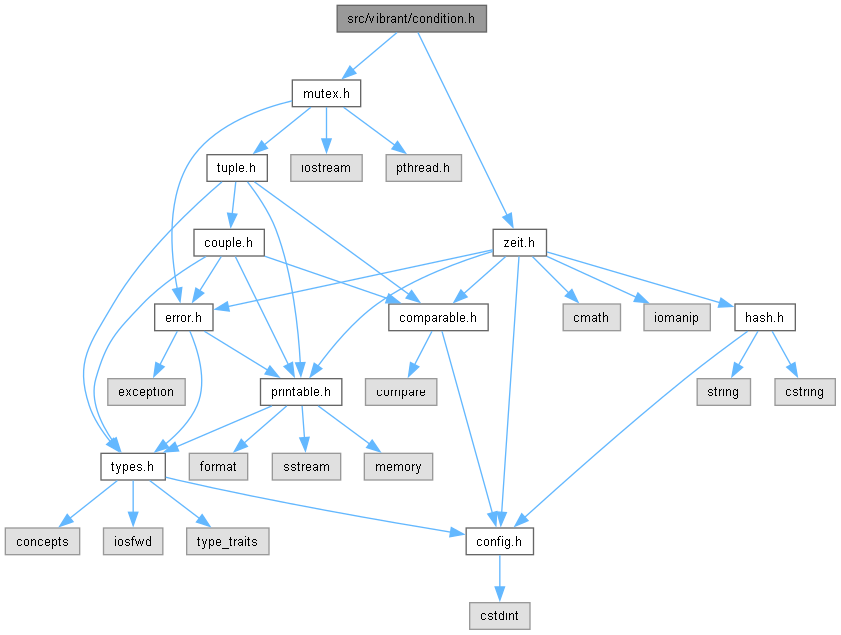 src/vibrant/condition.h
mutex.h
tuple.h
iostream
pthread.h
couple.h
zeit.h
error.h
comparable.h
cmath
iomanip
hash.h
exception
printable.h
compare
string
cstring
types.h
format
sstream
memory
concepts
iosfwd
type_traits
config.h
cstdint